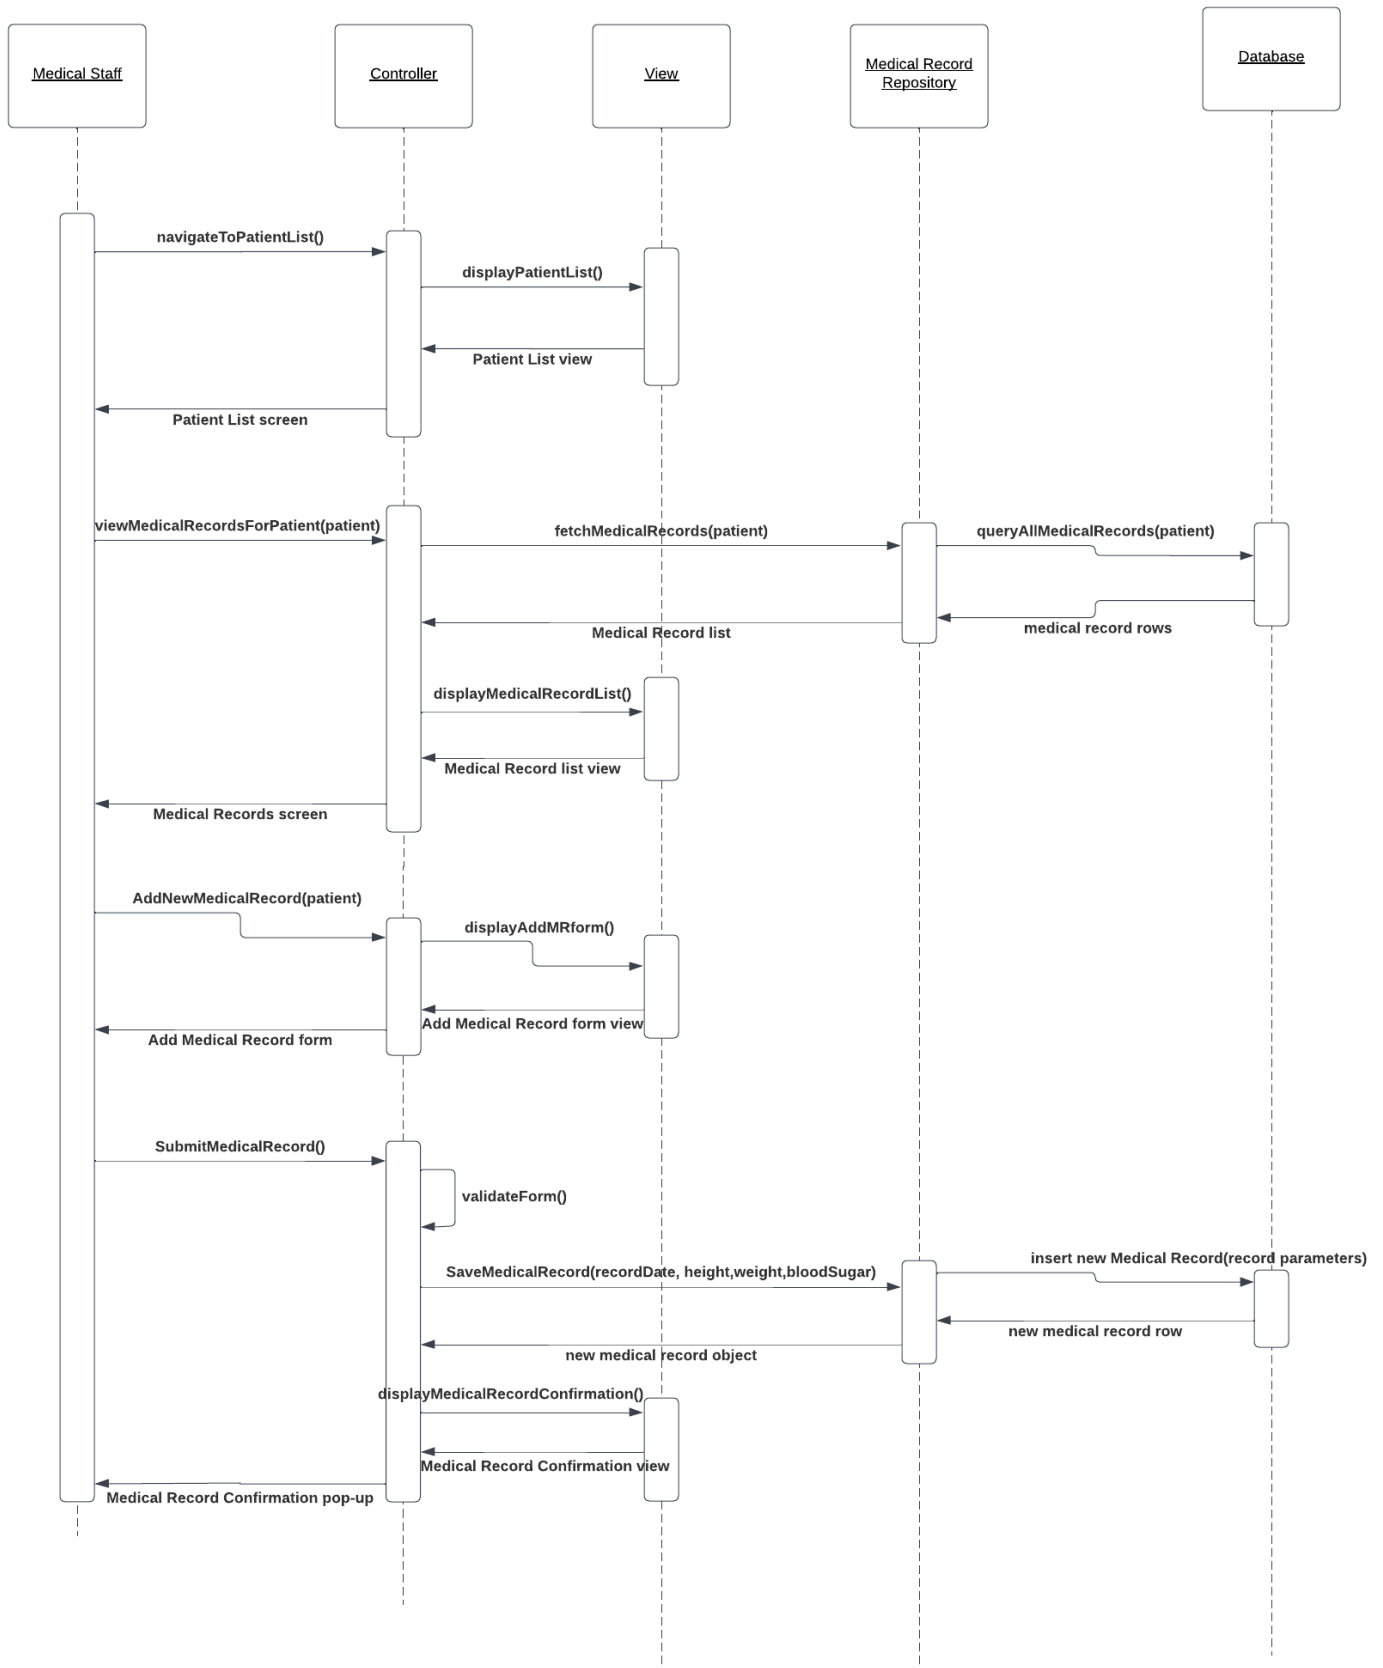 Medical Staff
Controller
View
Medical Record
Repository
Database
navigateToPatientList()
displayPatientList()
Patient List view
Patient List screen
viewMedicalRecordsForPatient(patient)
fetchMedicalRecords(patient)
queryAllMedicalRecords(patient)
medical record rows
Medical Record list
displayMedicalRecordList()
Medical Record list view
Medical Records screen
AddNewMedicalRecord(patient)
displayAddMRform()
Add Medical Record form view
Add Medical Record form
SubmitMedicalRecord()
validateForm()
SaveMedicalRecord(recordDate, height,weight,bloodSugar)
insert new Medical Record(record parameters)
new medical record row
new medical record object
displayMedicalRecordConfirmation()
Medical Record Confirmation view
Medical Record Confirmation pop-up